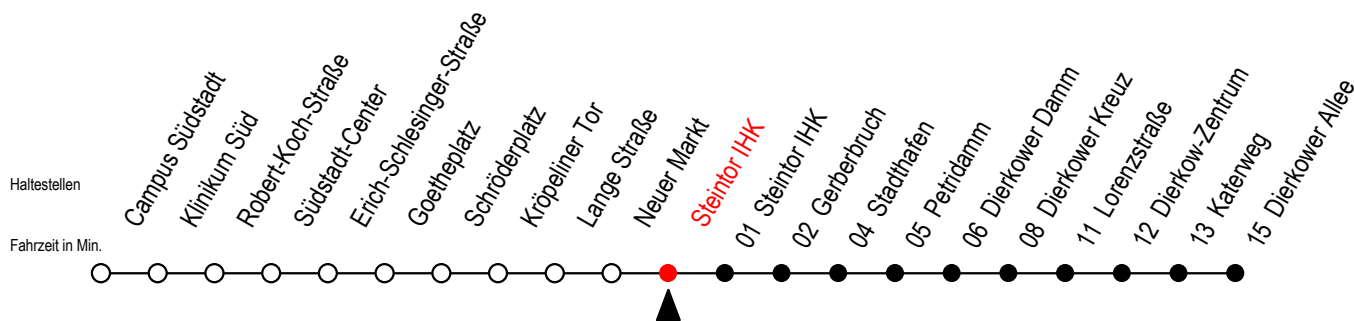 Haltestellen
Fahrzeit in Min.
Campus Südstadt
Klinikum Süd
Robert-Koch-Straße
Südstadt-Center
Erich-Schlesinger-Straße
Goetheplatz
Schröderplatz
Kröpeliner Tor
Lange Straße
Neuer Markt
Steintor IHK
01 Steintor IHK
02 Gerberbruch
04 Stadthafen
05 Petridamm
06 Dierkower Damm
08 Dierkower Kreuz
11 Lorenzstraße
12 Dierkow-Zentrum
13 Katerweg
15 Dierkower Allee